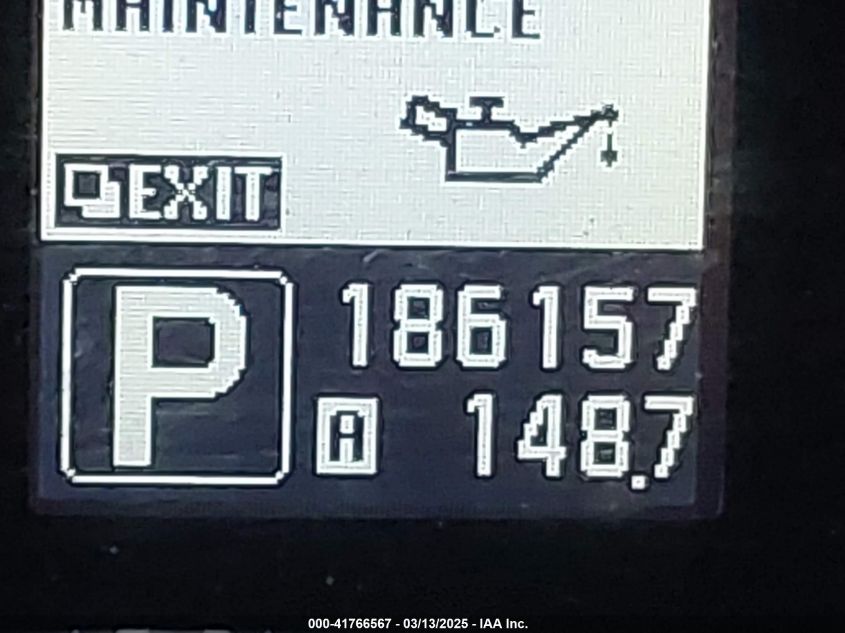 MAINTENANCE
EXIT
P
186157
A 148.7
000-41766567 - 03/13/2025 - IAA Inc.